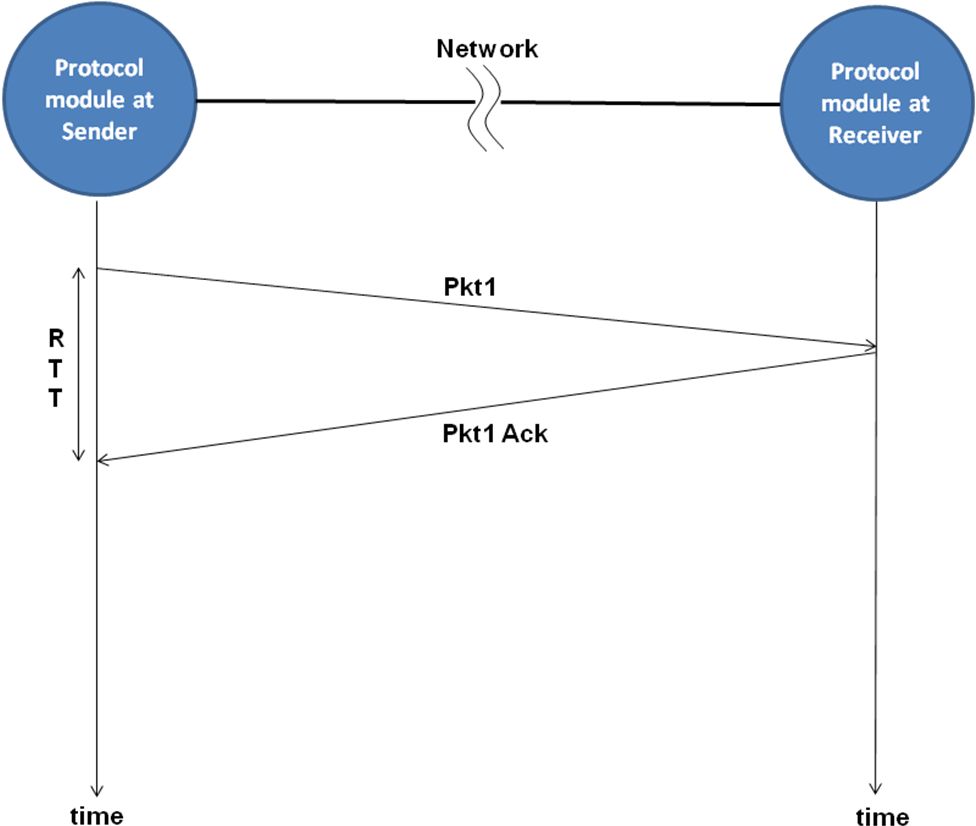 Network
Protocol
module at
Sender
Protocol
module at
Receiver
Pkt1
R
T
T
Pkt1 Ack
time
time